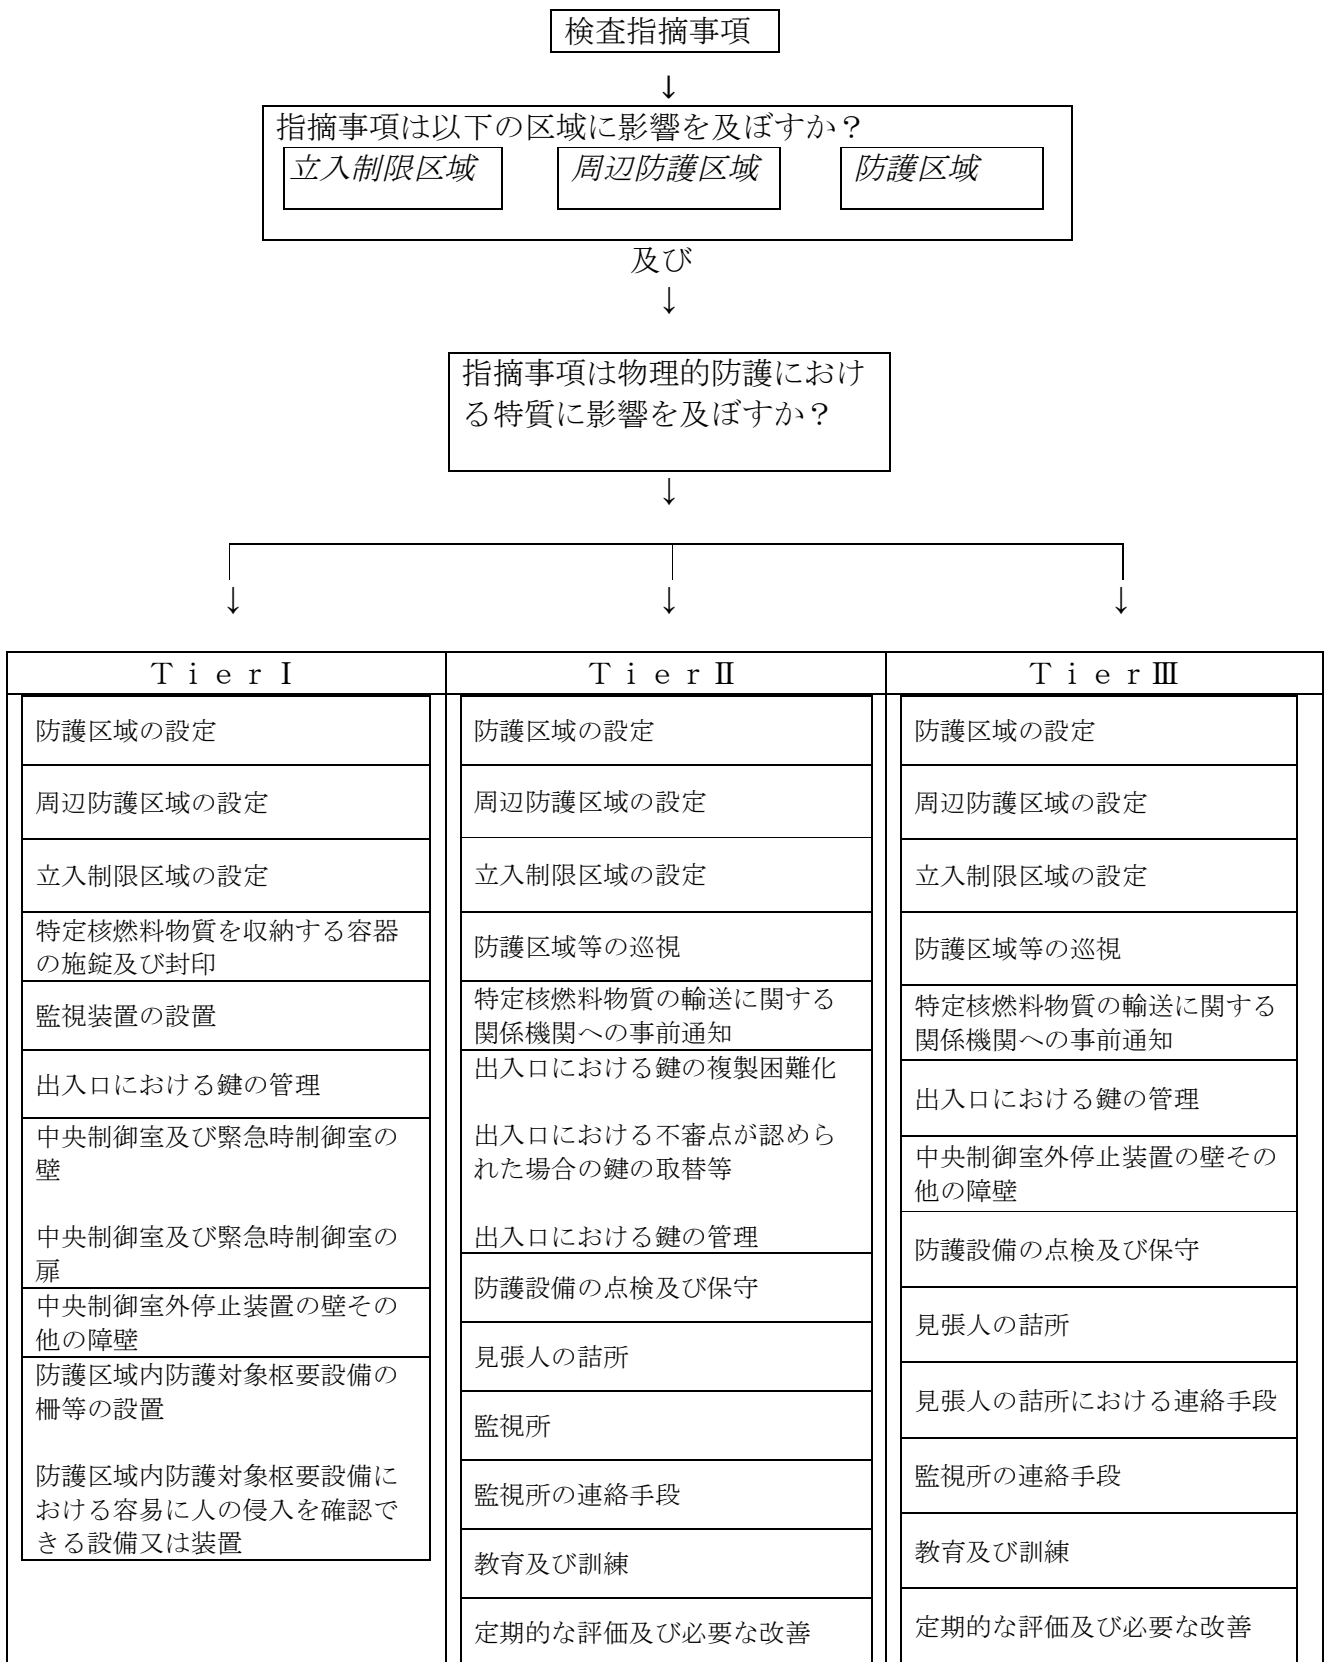 検査指摘事項
↓
指摘事項は以下の区域に影響を及ぼすか？
立入制限区域 周辺防護区域 防護区域
及び
↓
指摘事項は物理的防護におけ
る特質に影響を及ぼすか？
↓
↓ ↓ ↓
ＴｉｅｒⅠ ＴｉｅｒⅡ ＴｉｅｒⅢ
防護区域の設定
周辺防護区域の設定
立入制限区域の設定
特定核燃料物質を収納する容器
の施錠及び封印
監視装置の設置
出入口における鍵の管理
中央制御室及び緊急時制御室の
壁
中央制御室及び緊急時制御室の
扉
中央制御室外停止装置の壁その
他の障壁
防護区域内防護対象枢要設備の
柵等の設置
防護区域内防護対象枢要設備に
おける容易に人の侵入を確認で
きる設備又は装置
防護区域の設定
周辺防護区域の設定
立入制限区域の設定
防護区域等の巡視
特定核燃料物質の輸送に関する
関係機関への事前通知
出入口における鍵の複製困難化
出入口における不審点が認めら
れた場合の鍵の取替等
出入口における鍵の管理
防護設備の点検及び保守
見張人の詰所
監視所
監視所の連絡手段
教育及び訓練
定期的な評価及び必要な改善
防護区域の設定
周辺防護区域の設定
立入制限区域の設定
防護区域等の巡視
特定核燃料物質の輸送に関する
関係機関への事前通知
出入口における鍵の管理
中央制御室外停止装置の壁その
他の障壁
防護設備の点検及び保守
見張人の詰所
見張人の詰所における連絡手段
監視所の連絡手段
教育及び訓練
定期的な評価及び必要な改善